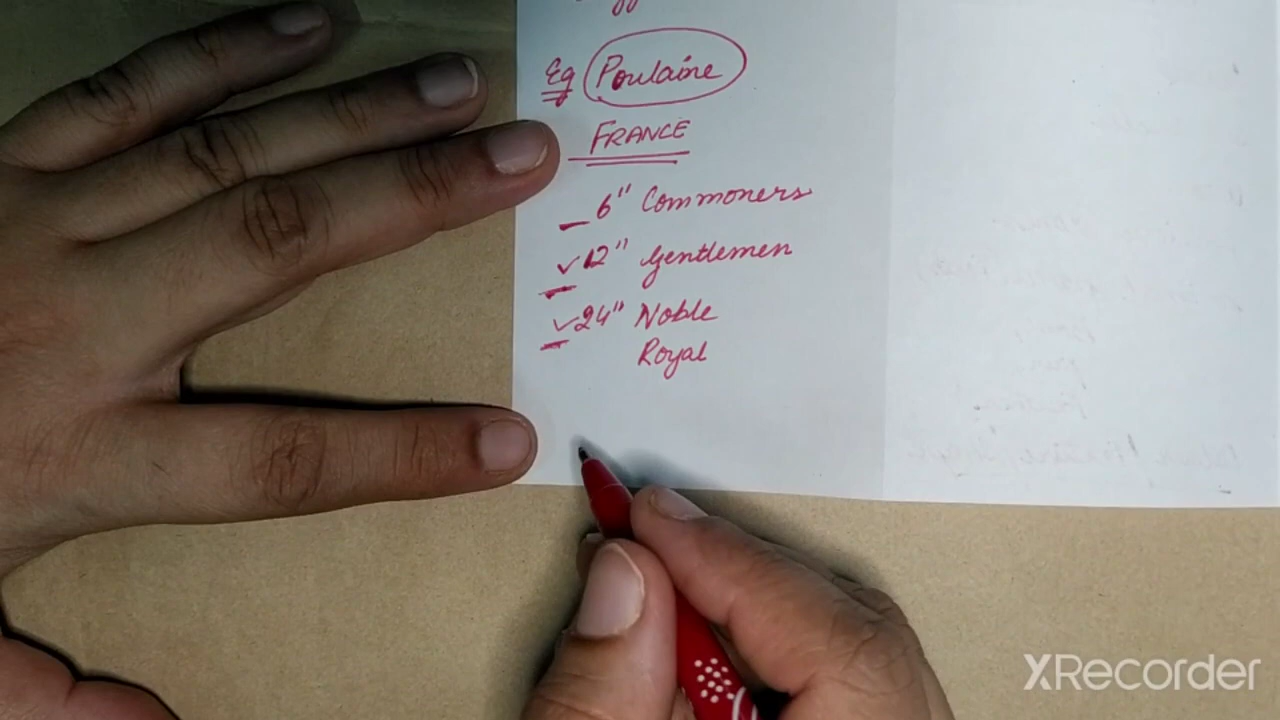 Eg Poulaine
FRANCE
6" Commoners
12" Gentlemen
24" Noble
Royal
XRecorder